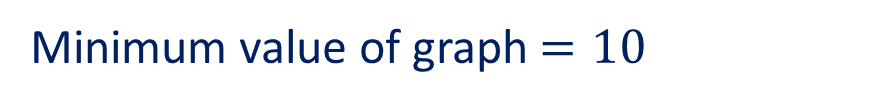 Minimum value of graph = 10